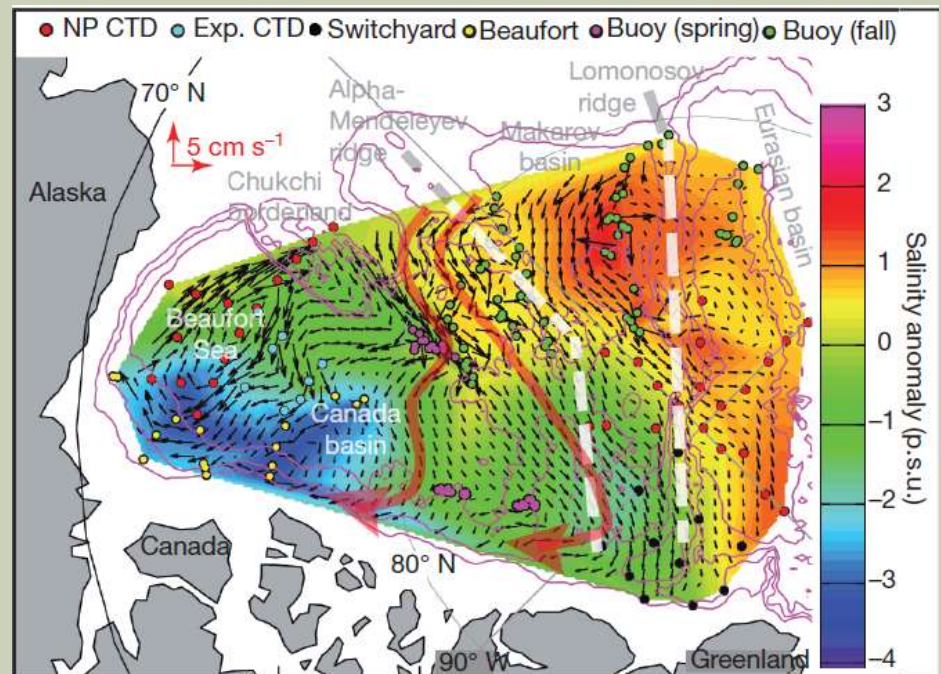 NP CTD Exp. CTD Switchyard Beaufort Buoy (spring) Buoy (fall)
70° N
Alpha-
Mendeleyev
ridge
Lomonosov
ridge
Makarov
basin
Eurasian basin
5 cm s⁻¹
Alaska
Chukchi
borderland
Beaufort
Sea
Canada
basin
Canada
80° N
90° W
Greenland
3
2
1
0
–1
–2
–3
–4
Salinity anomaly (p.s.u.)